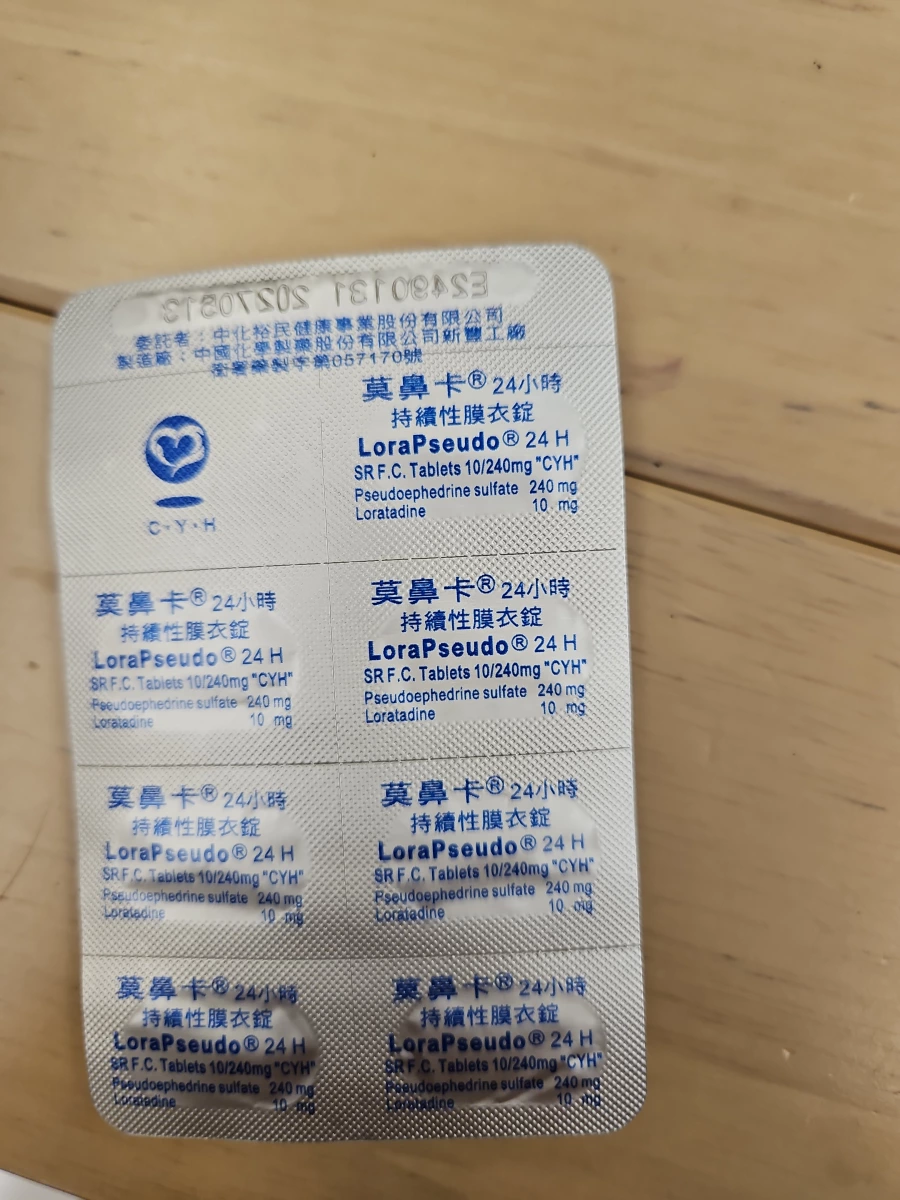 E2490131 20270513
委託者：中化裕民健康事業股份有限公司
製造廠：中國化學製藥股份有限公司新豐工廠
衛署藥製字第057170號
莫鼻卡® 24小時
持續性膜衣錠
LoraPseudo® 24 H
SR F.C. Tablets 10/240mg "CYH"
Pseudoephedrine sulfate 240 mg
Loratadine 10 mg
C·Y·H
莫鼻卡® 24小時
持續性膜衣錠
LoraPseudo® 24 H
SR F.C. Tablets 10/240mg "CYH"
Pseudoephedrine sulfate 240 mg
Loratadine 10 mg
莫鼻卡® 24小時
持續性膜衣錠
LoraPseudo® 24 H
SR F.C. Tablets 10/240mg "CYH"
Pseudoephedrine sulfate 240 mg
Loratadine 10 mg
莫鼻卡® 24小時
持續性膜衣錠
LoraPseudo® 24 H
SR F.C. Tablets 10/240mg "CYH"
Pseudoephedrine sulfate 240 mg
Loratadine 10 mg
莫鼻卡® 24小時
持續性膜衣錠
LoraPseudo® 24 H
SR F.C. Tablets 10/240mg "CYH"
Pseudoephedrine sulfate 240 mg
Loratadine 10 mg
莫鼻卡® 24小時
持續性膜衣錠
LoraPseudo® 24 H
SR F.C. Tablets 10/240mg "CYH"
Pseudoephedrine sulfate 240 mg
Loratadine 10 mg
莫鼻卡® 24小時
持續性膜衣錠
LoraPseudo® 24 H
SR F.C. Tablets 10/240mg "CYH"
Pseudoephedrine sulfate 240 mg
Loratadine 10 mg